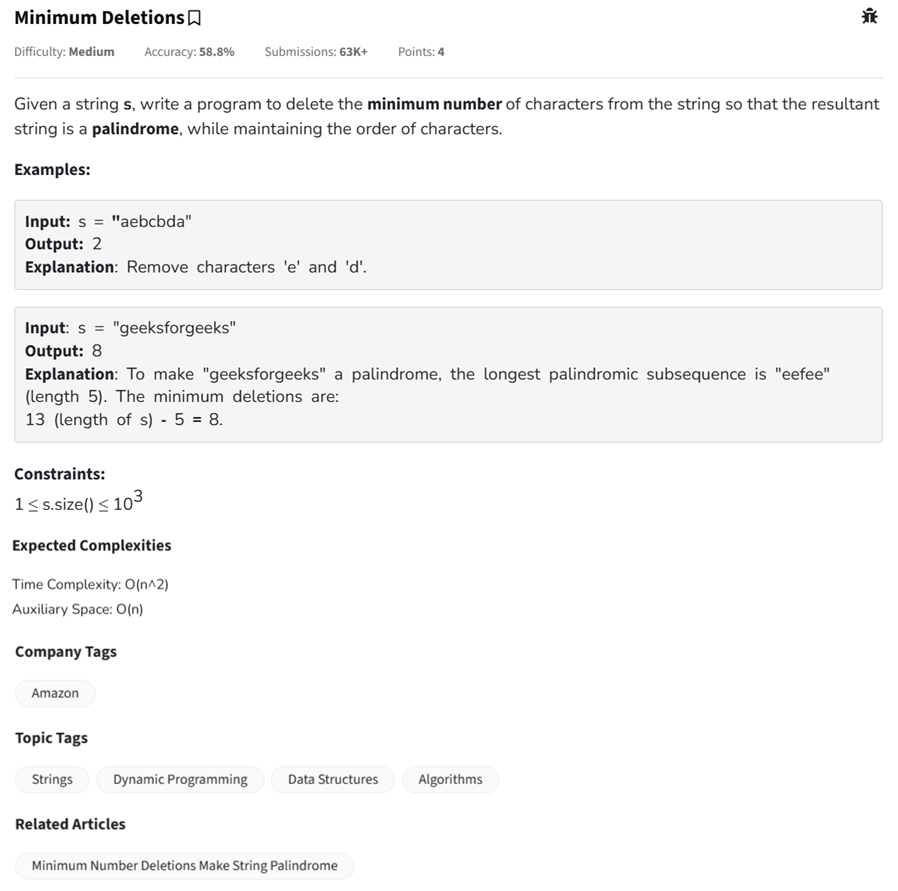 Minimum Deletions
Difficulty: Medium Accuracy: 58.8% Submissions: 63K+ Points: 4
Given a string s, write a program to delete the minimum number of characters from the string so that the resultant
string is a palindrome, while maintaining the order of characters.
Examples:
Input: s = "aebcbda"
Output: 2
Explanation: Remove characters 'e' and 'd'.
Input: s = "geeksforgeeks"
Output: 8
Explanation: To make "geeksforgeeks" a palindrome, the longest palindromic subsequence is "eefee"
(length 5). The minimum deletions are:
13 (length of s) - 5 = 8.
Constraints:
1 ≤ s.size() ≤ 10³
Expected Complexities
Time Complexity: O(n^2)
Auxiliary Space: O(n)
Company Tags
Amazon
Topic Tags
Strings Dynamic Programming Data Structures Algorithms
Related Articles
Minimum Number Deletions Make String Palindrome